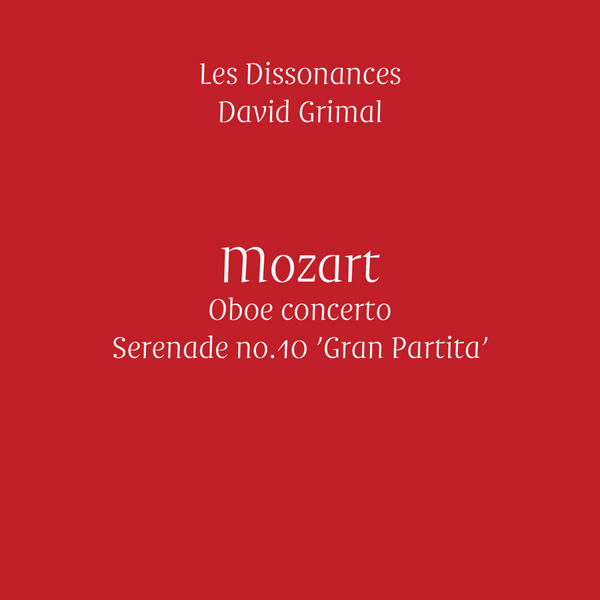 Les Dissonances
David Grimal
Mozart
Oboe concerto
Serenade no.10 'Gran Partita'